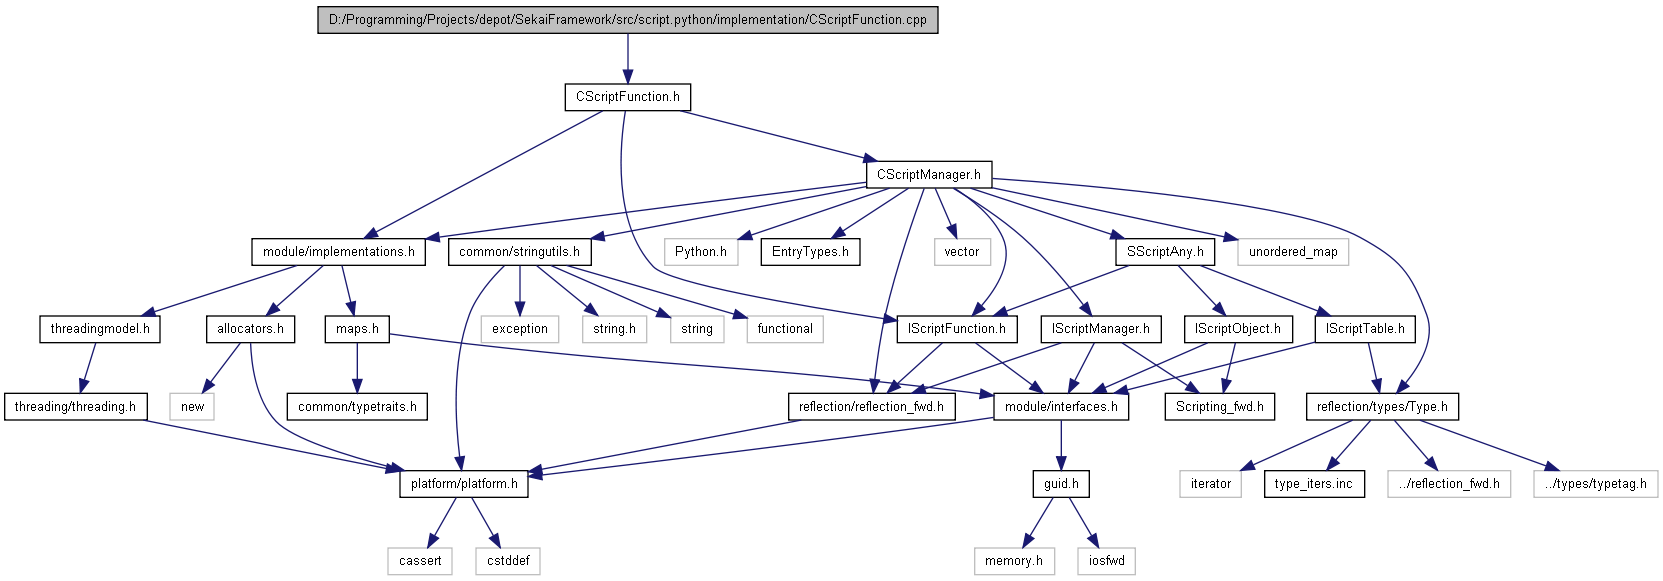 D:/Programming/Projects/depot/SekaiFramework/src/script.python/implementation/CScriptFunction.cpp
CScriptFunction.h
CScriptManager.h
module/implementations.h
common/stringutils.h
Python.h
EntryTypes.h
vector
SScriptAny.h
unordered_map
threadingmodel.h
allocators.h
maps.h
exception
string.h
string
functional
IScriptFunction.h
IScriptManager.h
IScriptObject.h
IScriptTable.h
threading/threading.h
new
common/typetraits.h
reflection/reflection_fwd.h
module/interfaces.h
Scripting_fwd.h
reflection/types/Type.h
platform/platform.h
guid.h
iterator
type_iters.inc
../reflection_fwd.h
../types/typetag.h
cassert
cstddef
memory.h
iosfwd